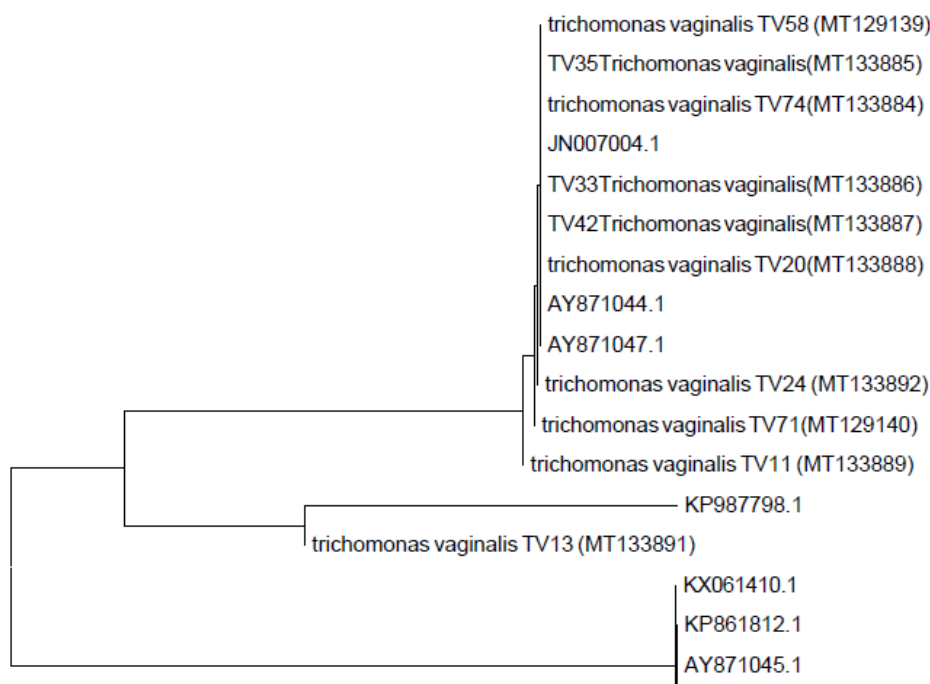 trichomonas vaginalis TV58 (MT129139)
TV35Trichomonas vaginalis(MT133885)
trichomonas vaginalis TV74(MT133884)
JN007004.1
TV33Trichomonas vaginalis(MT133886)
TV42Trichomonas vaginalis(MT133887)
trichomonas vaginalis TV20(MT133888)
AY871044.1
AY871047.1
trichomonas vaginalis TV24 (MT133892)
trichomonas vaginalis TV71(MT129140)
trichomonas vaginalis TV11 (MT133889)
KP987798.1
trichomonas vaginalis TV13 (MT133891)
KX061410.1
KP861812.1
AY871045.1